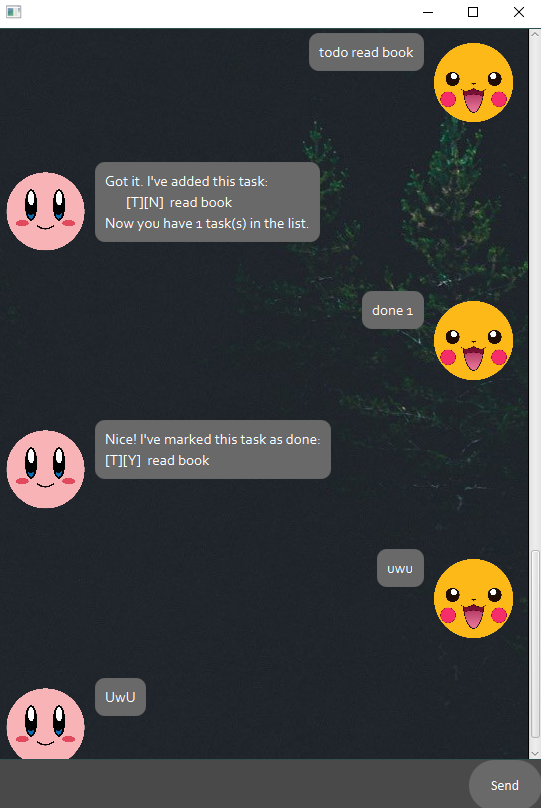 todo read book
Got it. I've added this task:
[T][N] read book
Now you have 1 task(s) in the list.
done 1
Nice! I've marked this task as done:
[T][Y] read book
uwu
UwU
Send